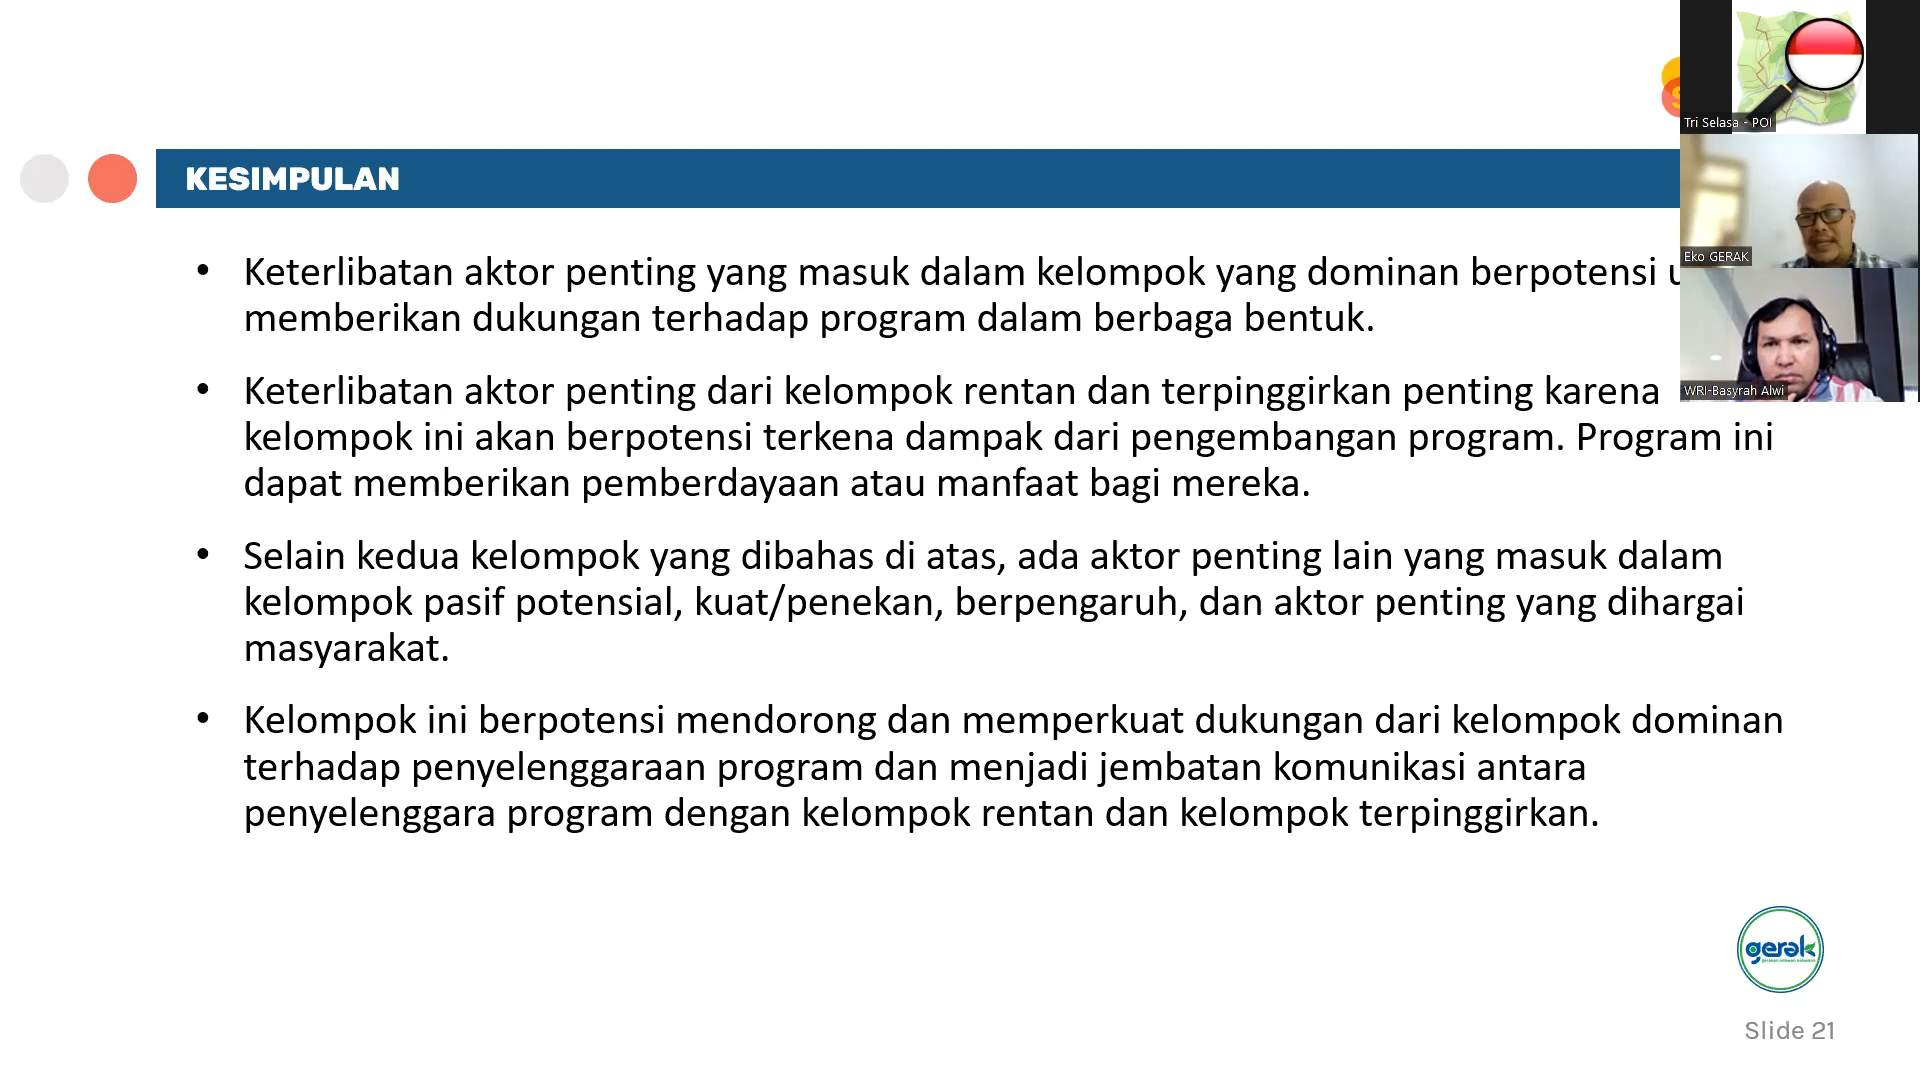 Tri Selasa - POI
KESIMPULAN
Eko GERAK
• Keterlibatan aktor penting yang masuk dalam kelompok yang dominan berpotensi
memberikan dukungan terhadap program dalam berbaga bentuk.
WRI-Basyrah Alwi
• Keterlibatan aktor penting dari kelompok rentan dan terpinggirkan penting karena
kelompok ini akan berpotensi terkena dampak dari pengembangan program. Program ini
dapat memberikan pemberdayaan atau manfaat bagi mereka.
• Selain kedua kelompok yang dibahas di atas, ada aktor penting lain yang masuk dalam
kelompok pasif potensial, kuat/penekan, berpengaruh, dan aktor penting yang dihargai
masyarakat.
• Kelompok ini berpotensi mendorong dan memperkuat dukungan dari kelompok dominan
terhadap penyelenggaraan program dan menjadi jembatan komunikasi antara
penyelenggara program dengan kelompok rentan dan kelompok terpinggirkan.
gerak
Slide 21